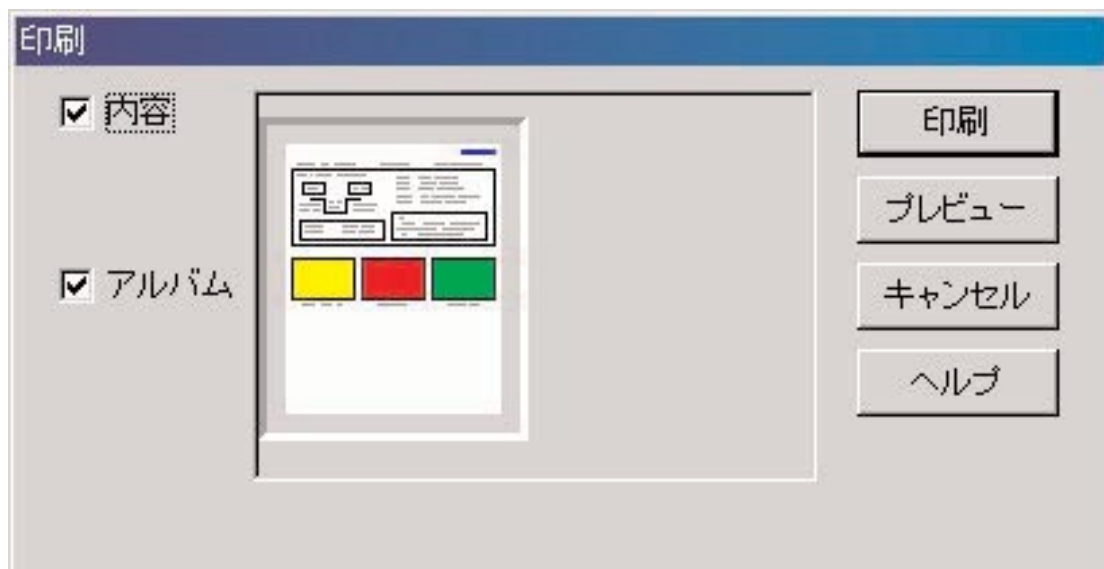 印刷
内容
アルバム
印刷
プレビュー
キャンセル
ヘルプ